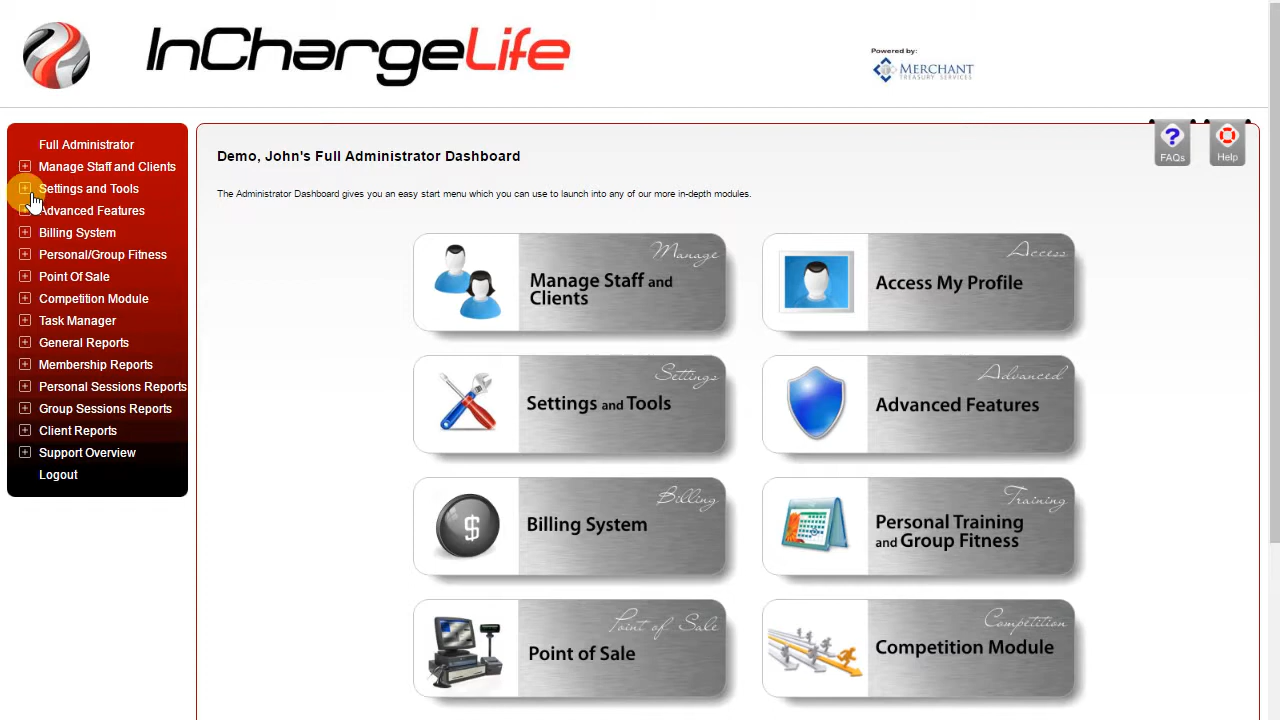 InChargeLife
Powered by:
MERCHANT
TREASURY SERVICES
Full Administrator
Manage Staff and Clients
Settings and Tools
Advanced Features
Billing System
Personal/Group Fitness
Point Of Sale
Competition Module
Task Manager
General Reports
Membership Reports
Personal Sessions Reports
Group Sessions Reports
Client Reports
Support Overview
Logout
Demo, John's Full Administrator Dashboard
?
FAQs
Help
The Administrator Dashboard gives you an easy start menu which you can use to launch into any of our more in-depth modules.
Manage
Manage Staff and
Clients
Access
Access My Profile
Settings
Settings and Tools
Advanced
Advanced Features
Billing
$
Billing System
Training
Personal Training
and Group Fitness
Point of Sale
Point of Sale
Competition
Competition Module